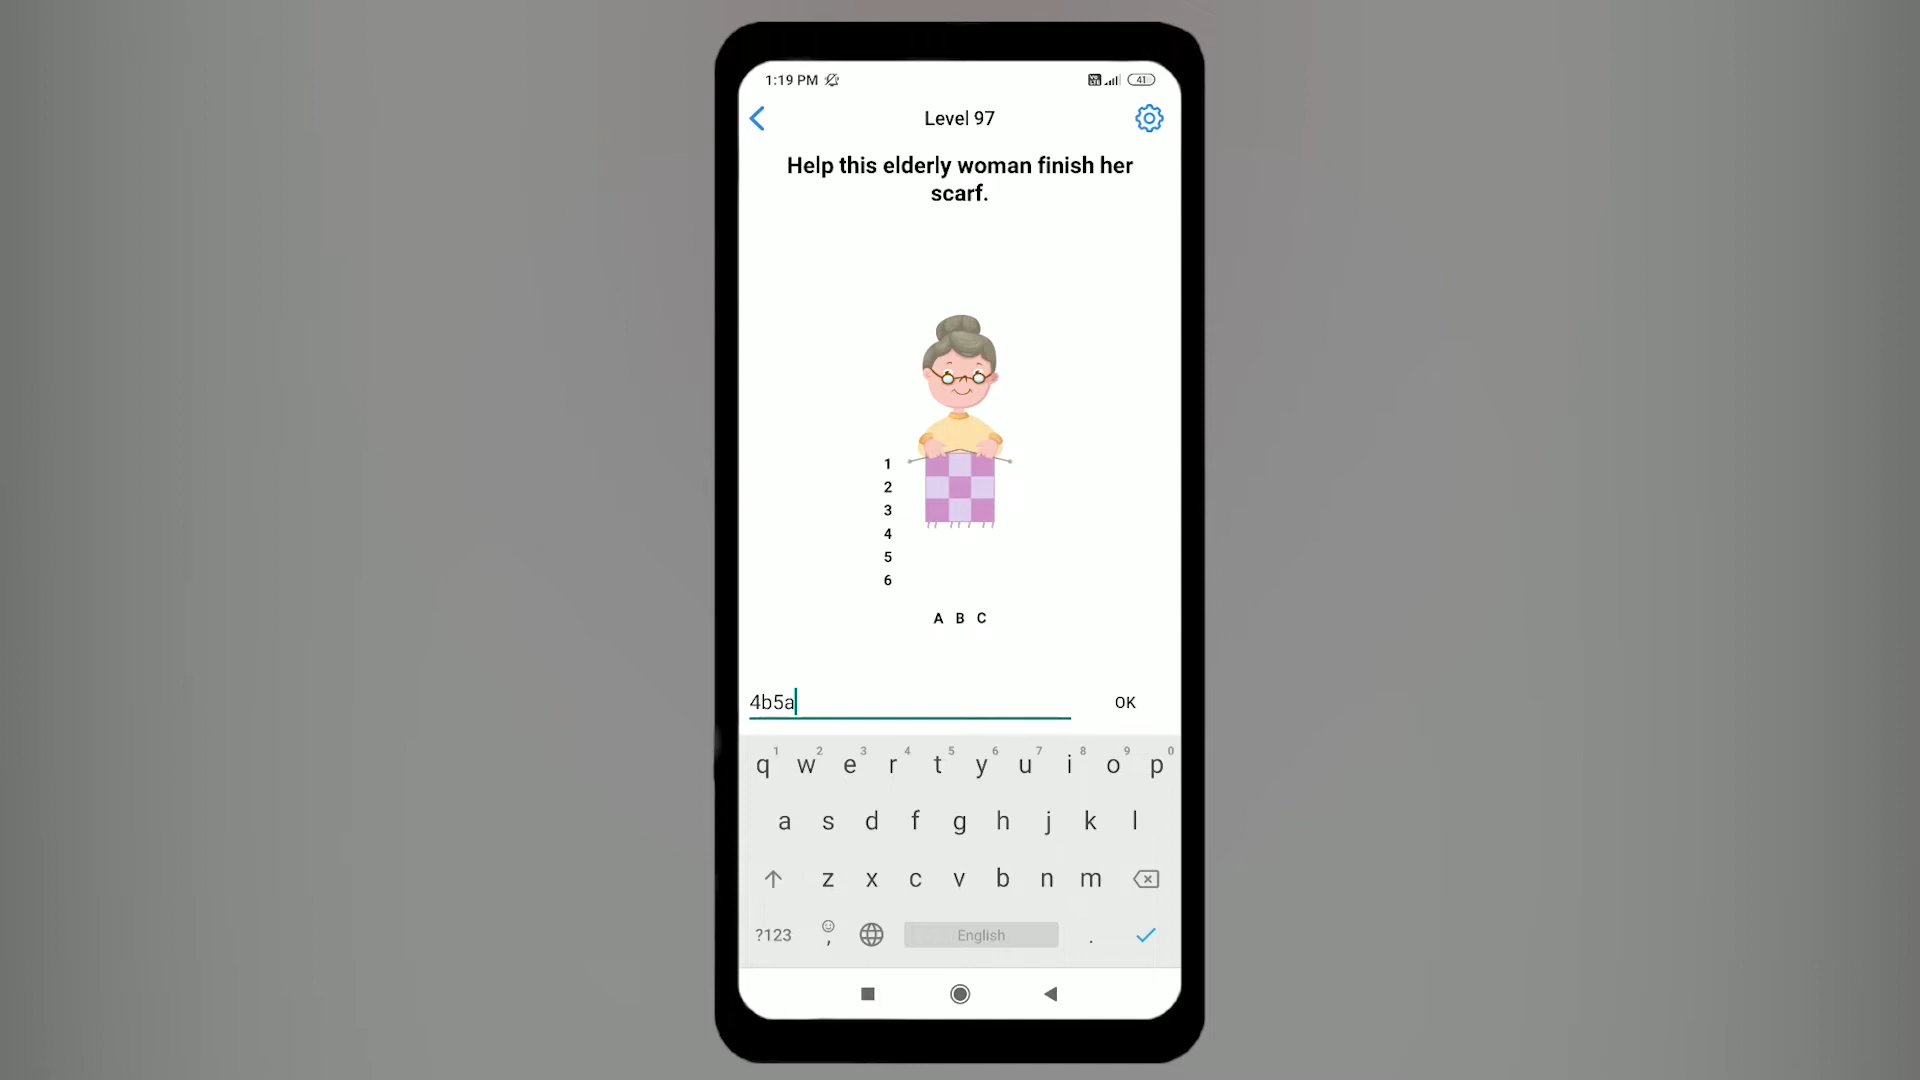 1:19 PM
41
Level 97
Help this elderly woman finish her
scarf.
1
2
3
4
5
6
A B C
4b5a
OK
1 2 3 4 5 6 7 8 9 0
q w e r t y u i o p
a s d f g h j k l
z x c v b n m
?123 , English .